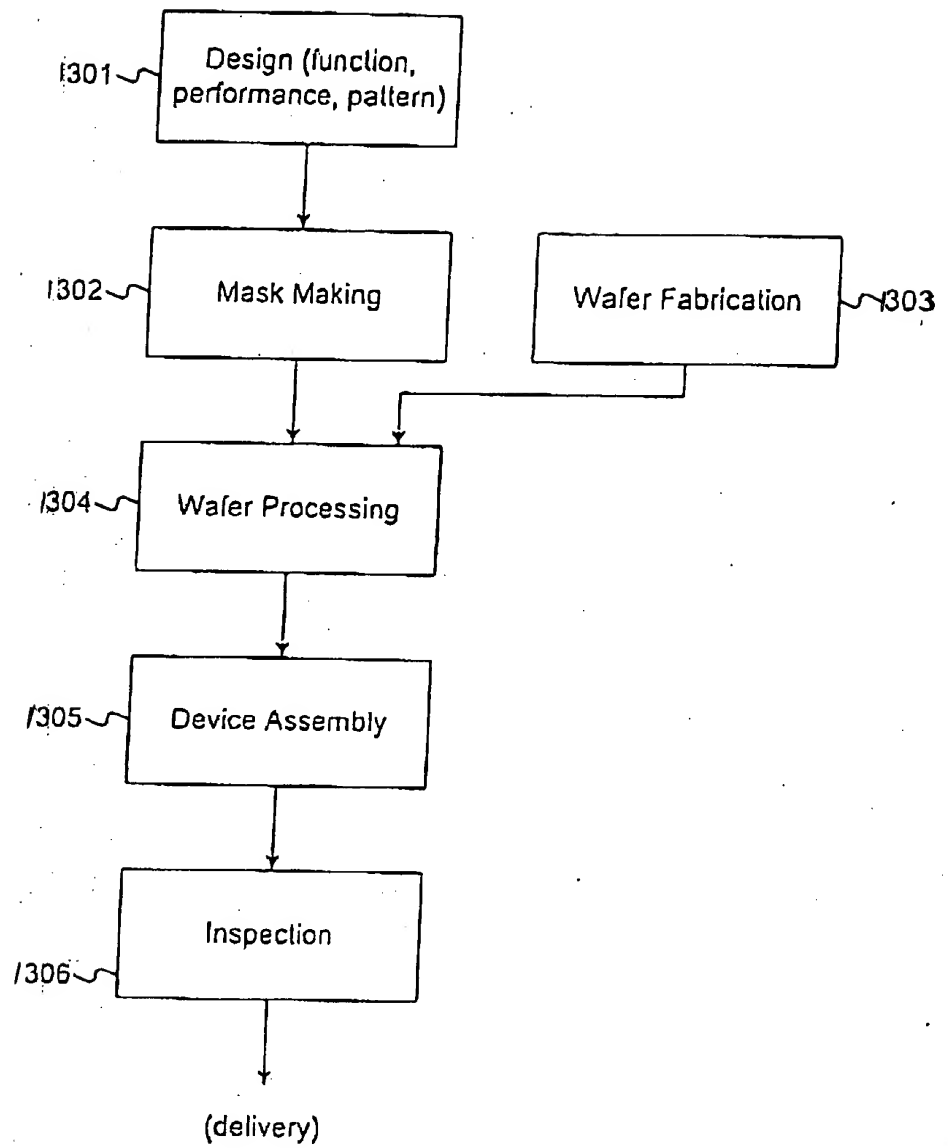 1301
Design (function,
performance, pattern)
1302
Mask Making
Wafer Fabrication
1303
1304
Wafer Processing
1305
Device Assembly
Inspection
1306
(delivery)